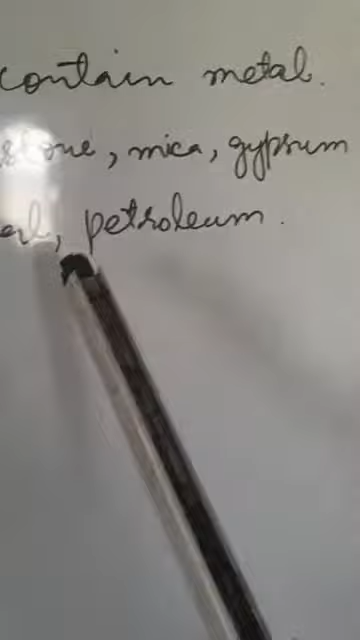 contain metal.
, mica, gypsum
, petroleum.